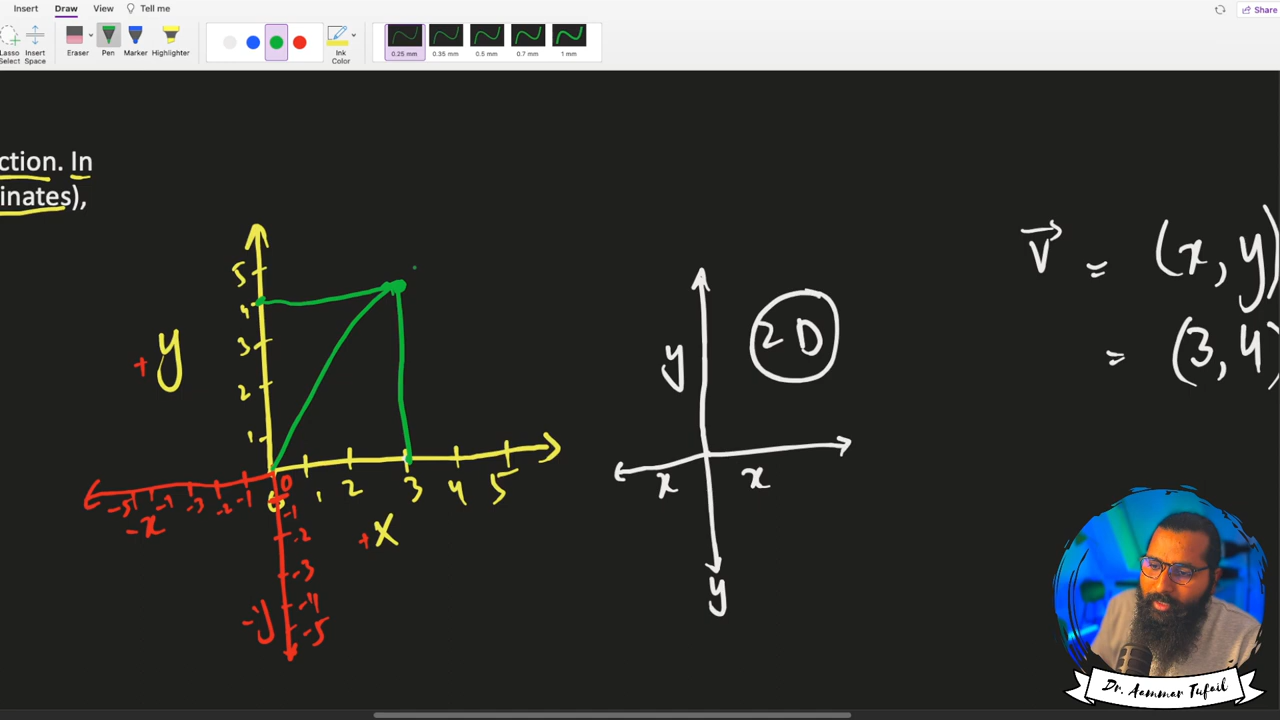 Insert Draw View Tell me
Share
Lasso Select
Insert Space
Eraser
Pen
Marker
Highlighter
Ink Color
0.25 mm
0.35 mm
0.5 mm
0.7 mm
1 mm
ction. In
inates),
5
4
3
2
1
+ y
0 1 2 3 4 5
+ X
-x
0
-1
-2
-3
-4
-5
-y
-3 -2 -1
2D
y
x x
y
V = (x, y)
= (3, 4)
Dr. Aammar Tufail